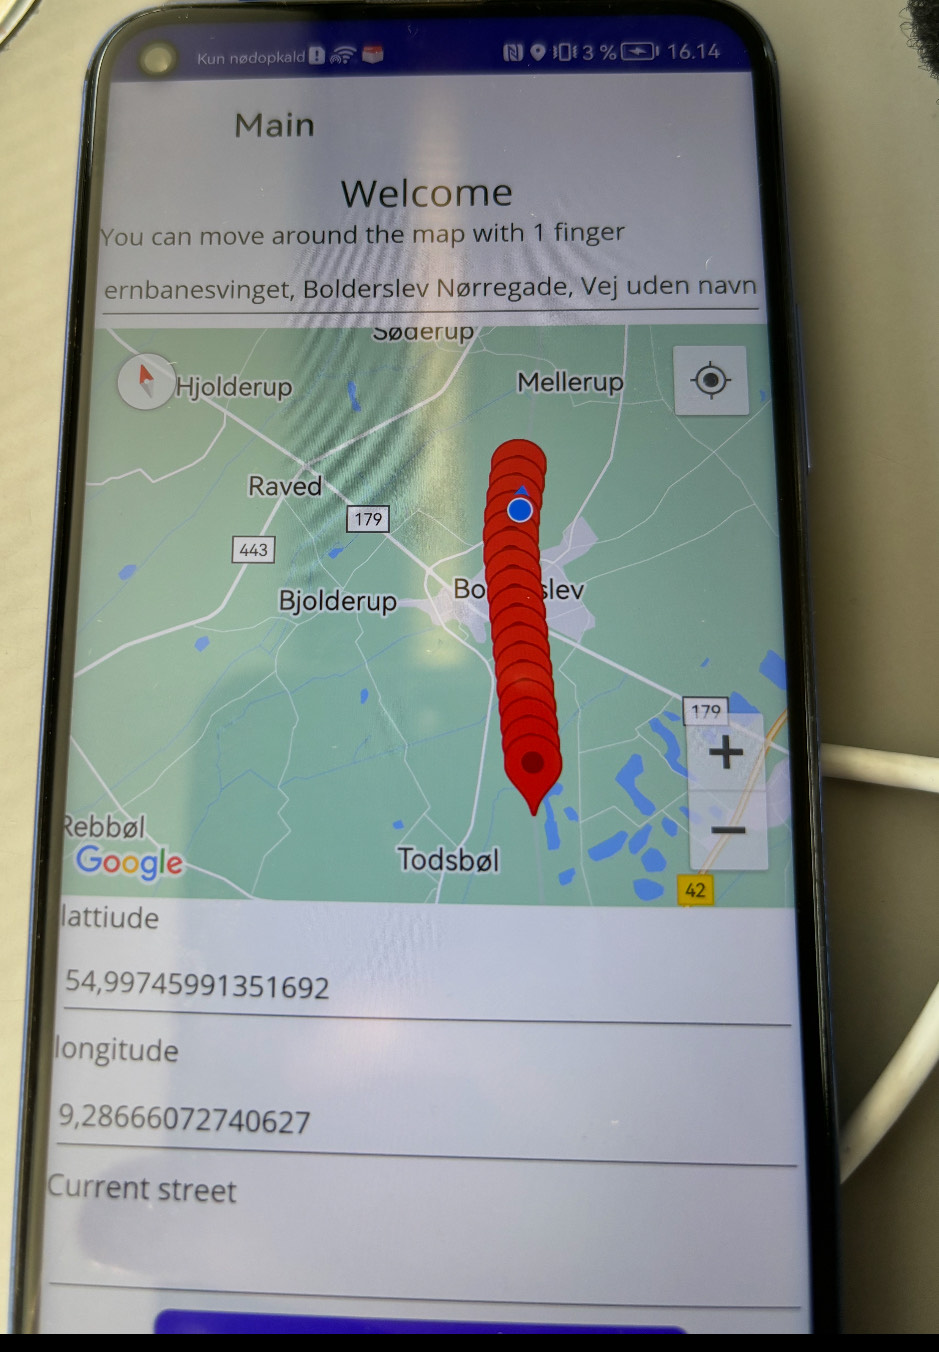 Kun nødopkald 3 % 16.14
Main
Welcome
You can move around the map with 1 finger
ernbanesvinget, Bolderslev Nørregade, Vej uden navn
Søderup
Hjolderup
Mellerup
Raved
179
443
Bjolderup
Bo slev
179
Rebbøl
Google
Todsbøl
42
lattiude
54,99745991351692
longitude
9,28666072740627
Current street